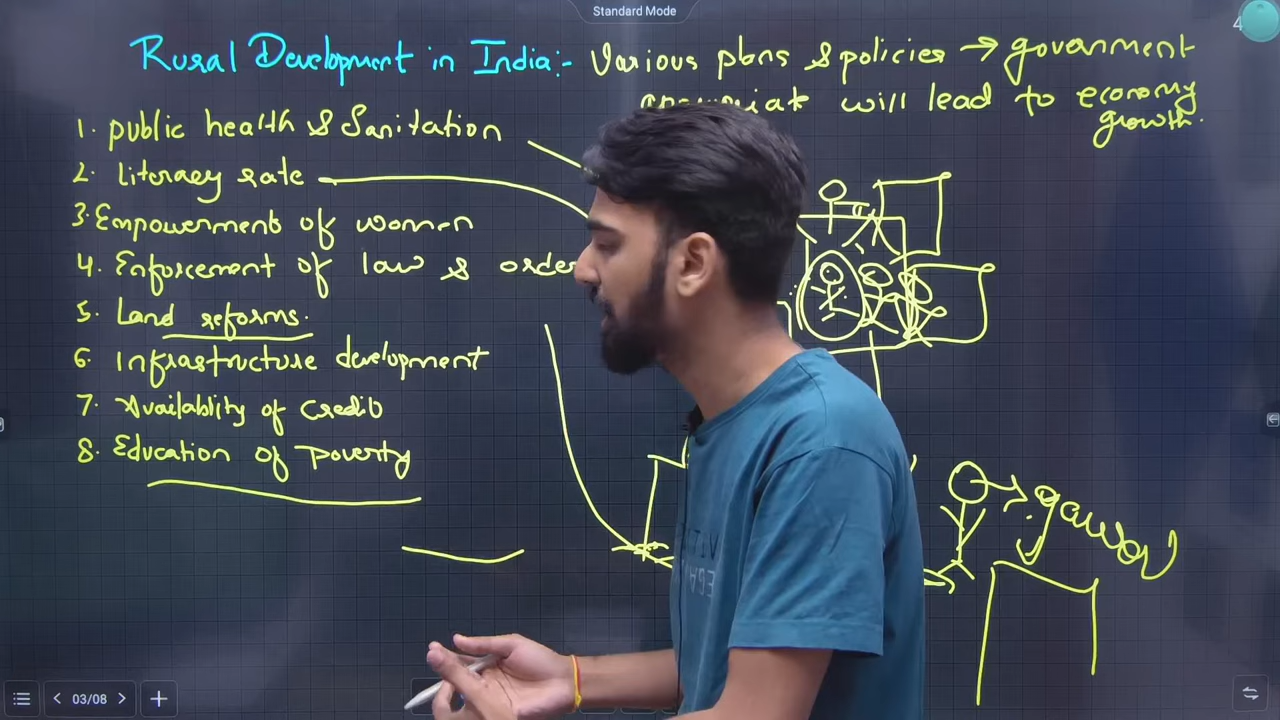 Standard Mode
4
Rural Development in India:- Various plans & policies → government
will lead to economy
growth.
1. public health & Sanitation
2. literacy rate
3. Empowerment of women
4. Enforcement of law & order
5. Land reforms.
6. Infrastructure development
7. Availablity of credit
8. Education of poverty
03/08